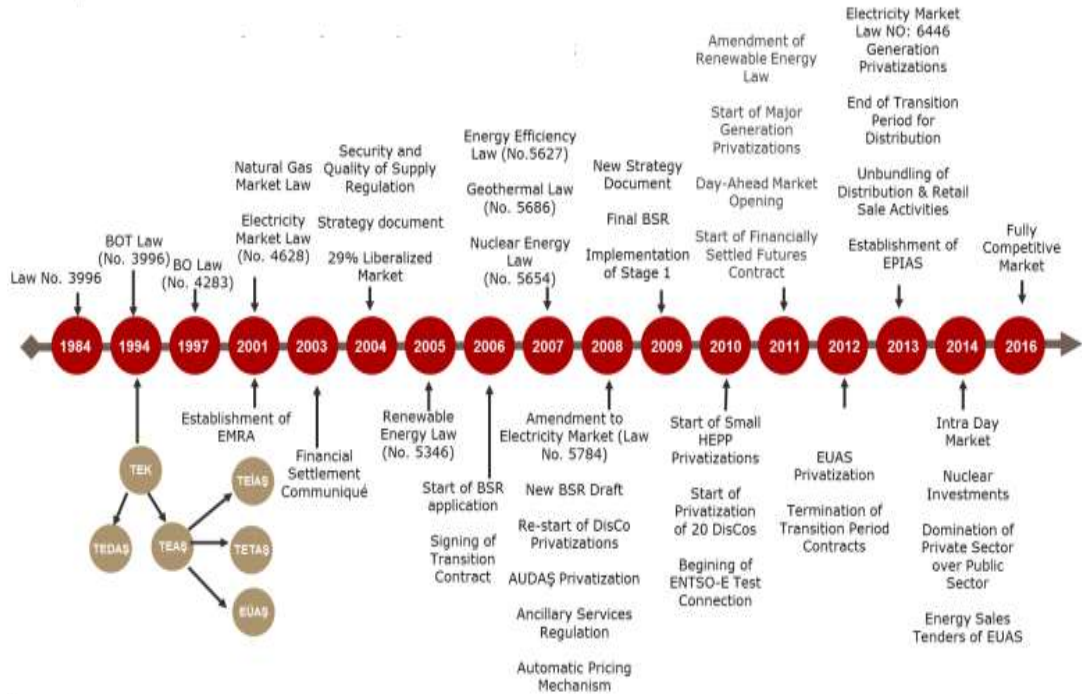 Electricity Market
Law NO: 6446
Generation
Privatizations
End of Transition
Period for
Distribution
Unbundling of
Distribution & Retail
Sale Activities
Establishment of
EPIAS
Amendment of
Renewable Energy
Law
Start of Major
Generation
Privatizations
Day-Ahead Market
Opening
Start of Financially
Settled Futures
Contract
Energy Efficiency
Law (No.5627)
Geothermal Law
(No. 5686)
Nuclear Energy
Law
(No. 5654)
New Strategy
Document
Final BSR
Implementation
of Stage 1
Security and
Quality of Supply
Regulation
Strategy document
29% Liberalized
Market
Natural Gas
Market Law
Electricity
Market Law
(No. 4628)
BOT Law
(No. 3996)
BO Law
(No. 4283)
Law No. 3996
Fully
Competitive
Market
1984 1994 1997 2001 2003 2004 2005 2006 2007 2008 2009 2010 2011 2012 2013 2014 2016
Establishment of
EMRA
Financial
Settlement
Communiqué
Renewable
Energy Law
(No. 5346)
Start of BSR
application
Signing of
Transition
Contract
Amendment to
Electricity Market (Law
No. 5784)
New BSR Draft
Re-start of DisCo
Privatizations
AUDAŞ Privatization
Ancillary Services
Regulation
Automatic Pricing
Mechanism
Start of Small
HEPP
Privatizations
Start of
Privatization
of 20 DisCos
Begining of
ENTSO-E Test
Connection
EUAS
Privatization
Termination of
Transition Period
Contracts
Intra Day
Market
Nuclear
Investments
Domination of
Private Sector
over Public
Sector
Energy Sales
Tenders of EUAS
TEK
TEDAŞ
TEAŞ
TEİAŞ
TETAŞ
EÜAŞ